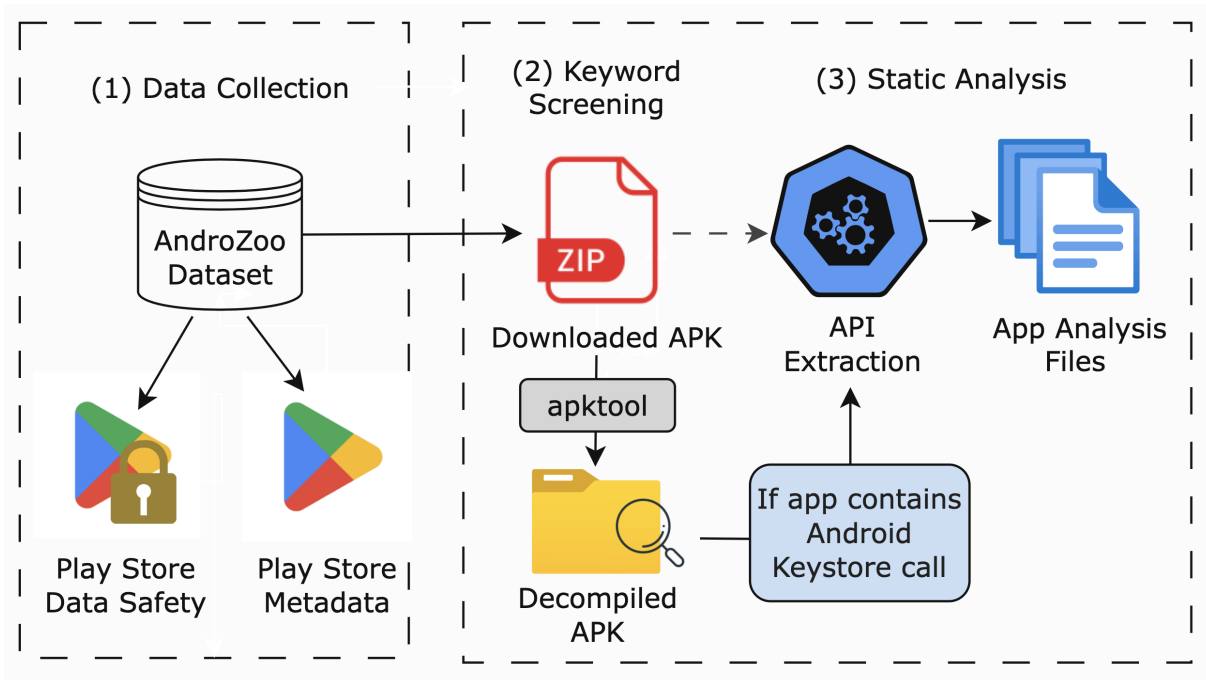 (1) Data Collection
AndroZoo
Dataset
Play Store
Data Safety
Play Store
Metadata
(2) Keyword
Screening
ZIP
Downloaded APK
apktool
Decompiled
APK
If app contains
Android
Keystore call
(3) Static Analysis
API
Extraction
App Analysis
Files